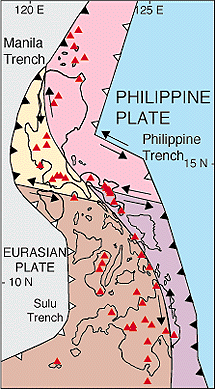 120 E
125 E
Manila
Trench
PHILIPPINE
PLATE
Philippine
Trench
15 N
EURASIAN
PLATE
10 N
Sulu
Trench